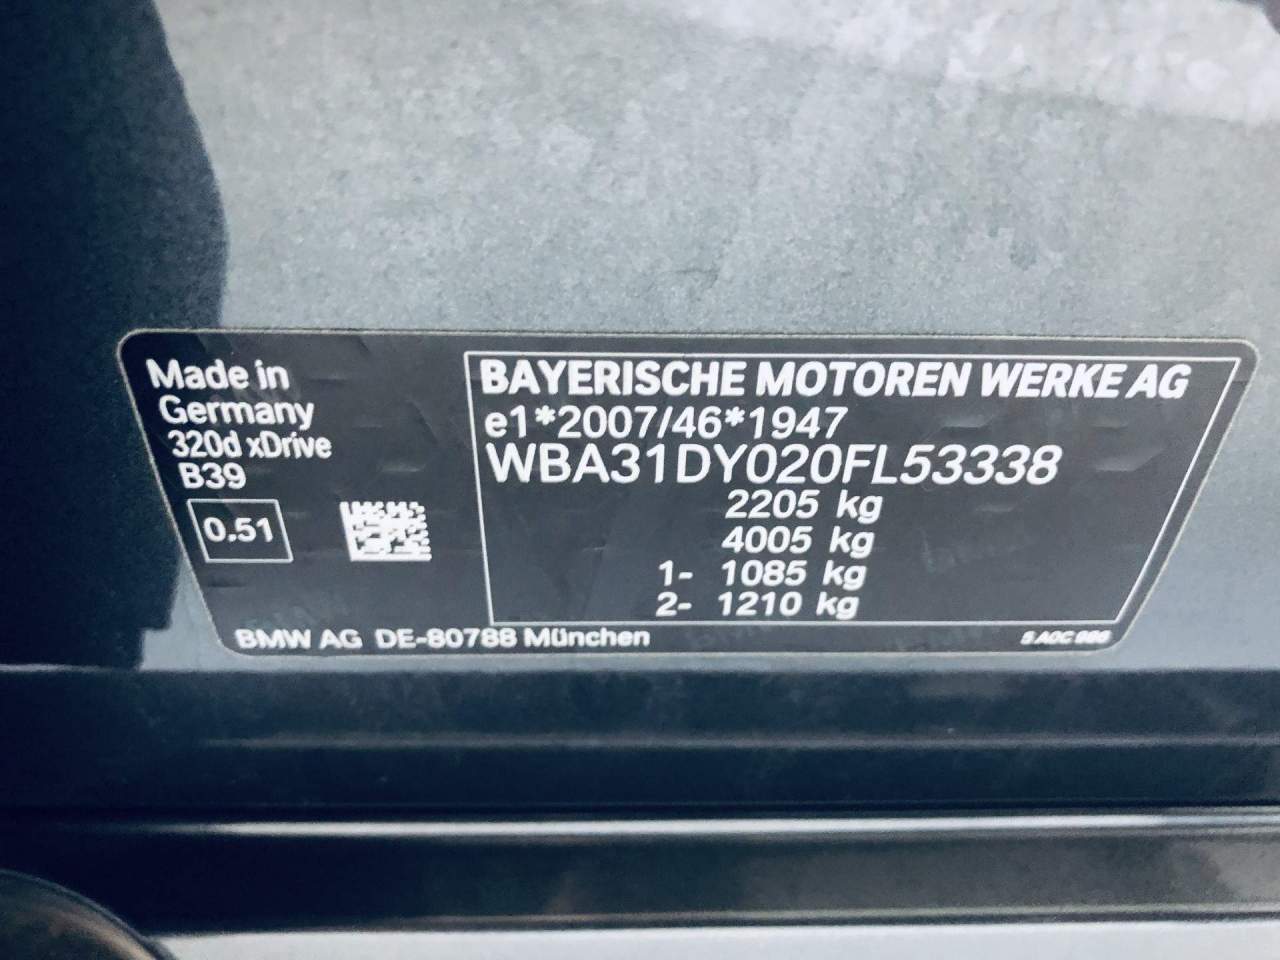 Made in
Germany
320d xDrive
B39
0.51
BAYERISCHE MOTOREN WERKE AG
e1*2007/46*1947
WBA31DY020FL53338
2205 kg
4005 kg
1- 1085 kg
2- 1210 kg
BMW AG DE-80788 München